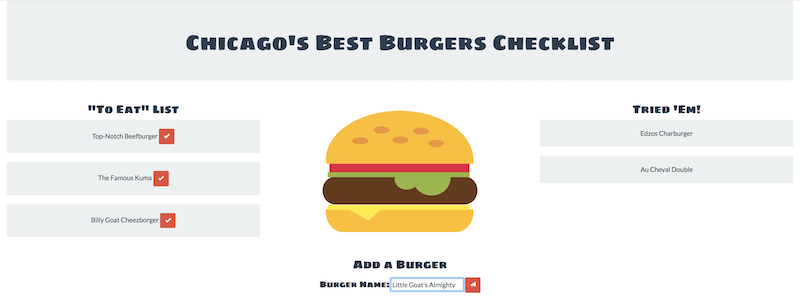 Chicago's Best Burgers Checklist
"To Eat" List
Top-Notch Beefburger
The Famous Kuma
Billy Goat Cheezborger
Tried 'Em!
Edzos Charburger
Au Cheval Double
Add a Burger
Burger Name: Little Goat's Almighty